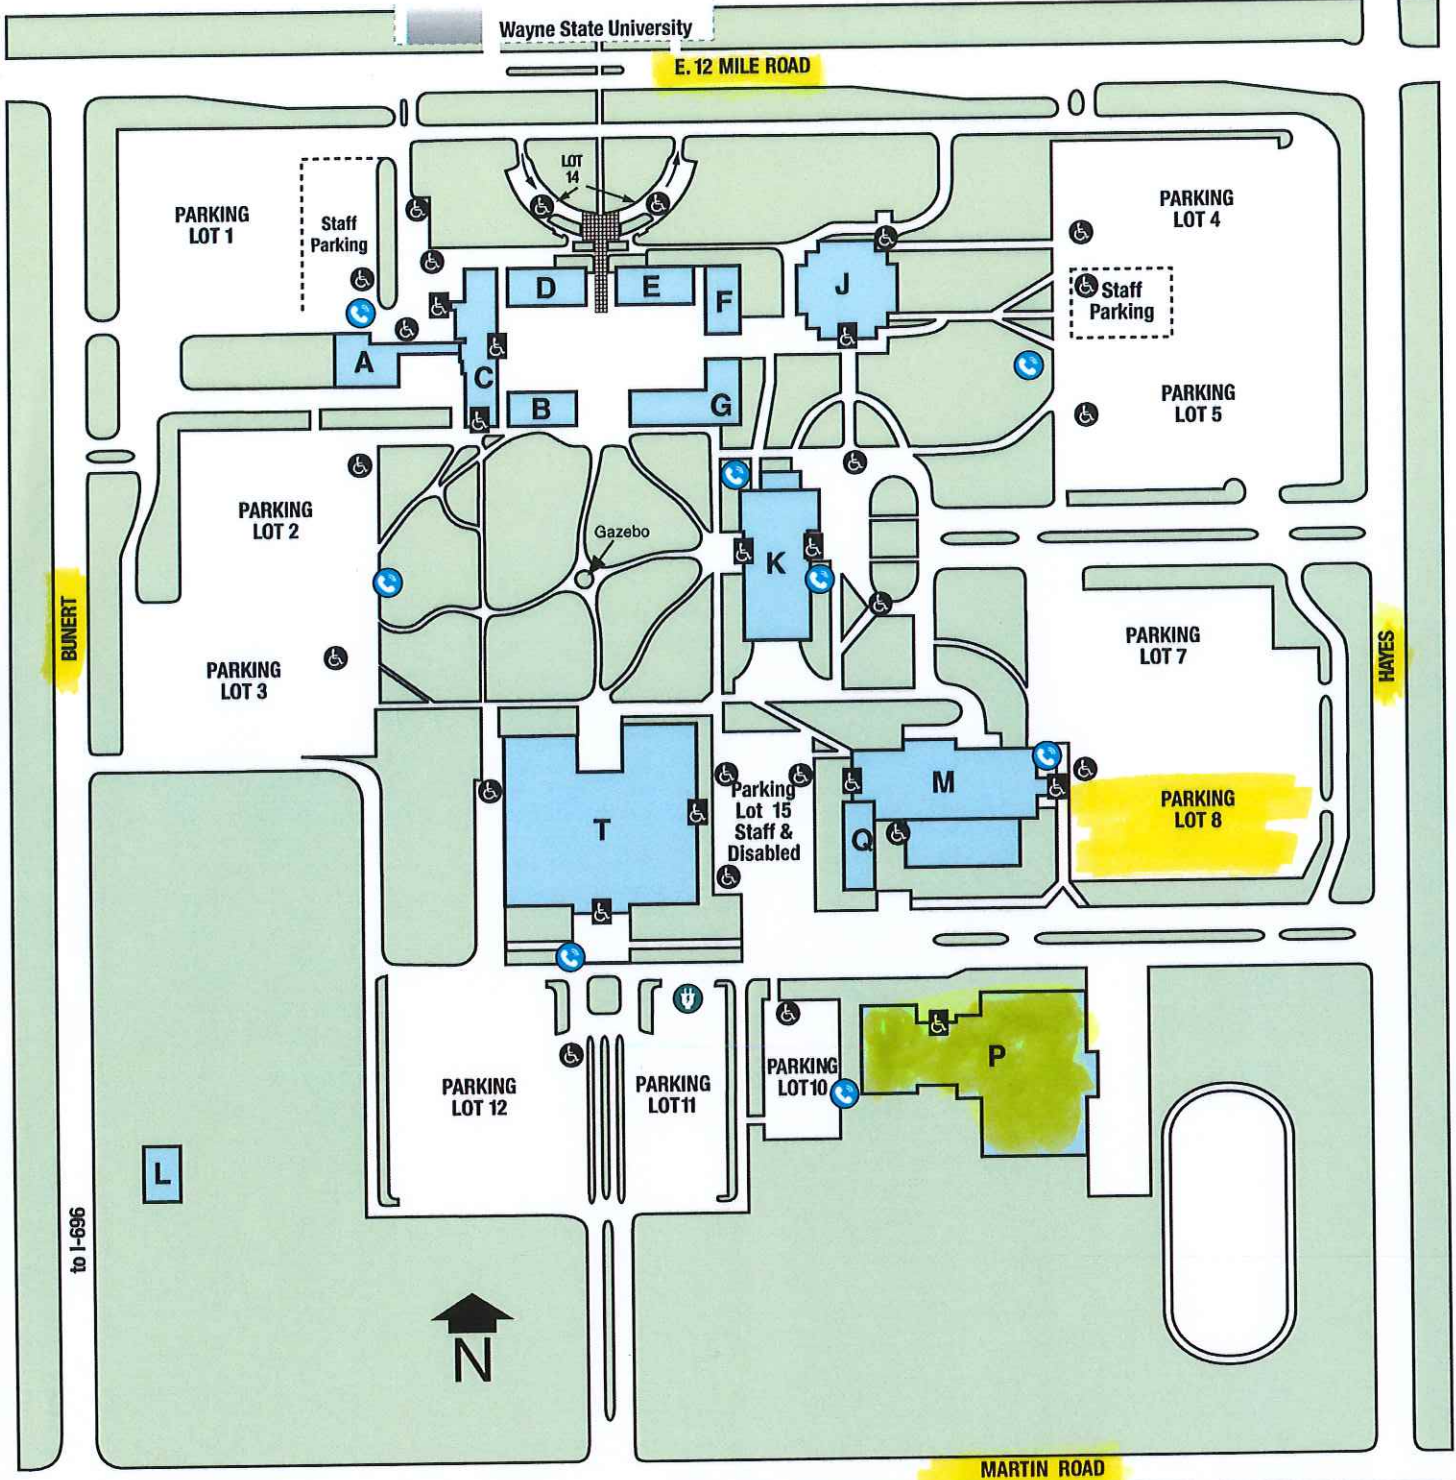 Wayne State University
E. 12 MILE ROAD
LOT
14
PARKING
LOT 1
Staff
Parking
PARKING
LOT 4
Staff
Parking
D
E
F
J
A
C
B
G
PARKING
LOT 5
PARKING
LOT 2
Gazebo
K
BUNERT
PARKING
LOT 3
PARKING
LOT 7
HAYES
T
Parking
Lot 15
Staff &
Disabled
M
Q
PARKING
LOT 8
PARKING
LOT 12
PARKING
LOT11
PARKING
LOT10
P
L
to I-696
N
MARTIN ROAD